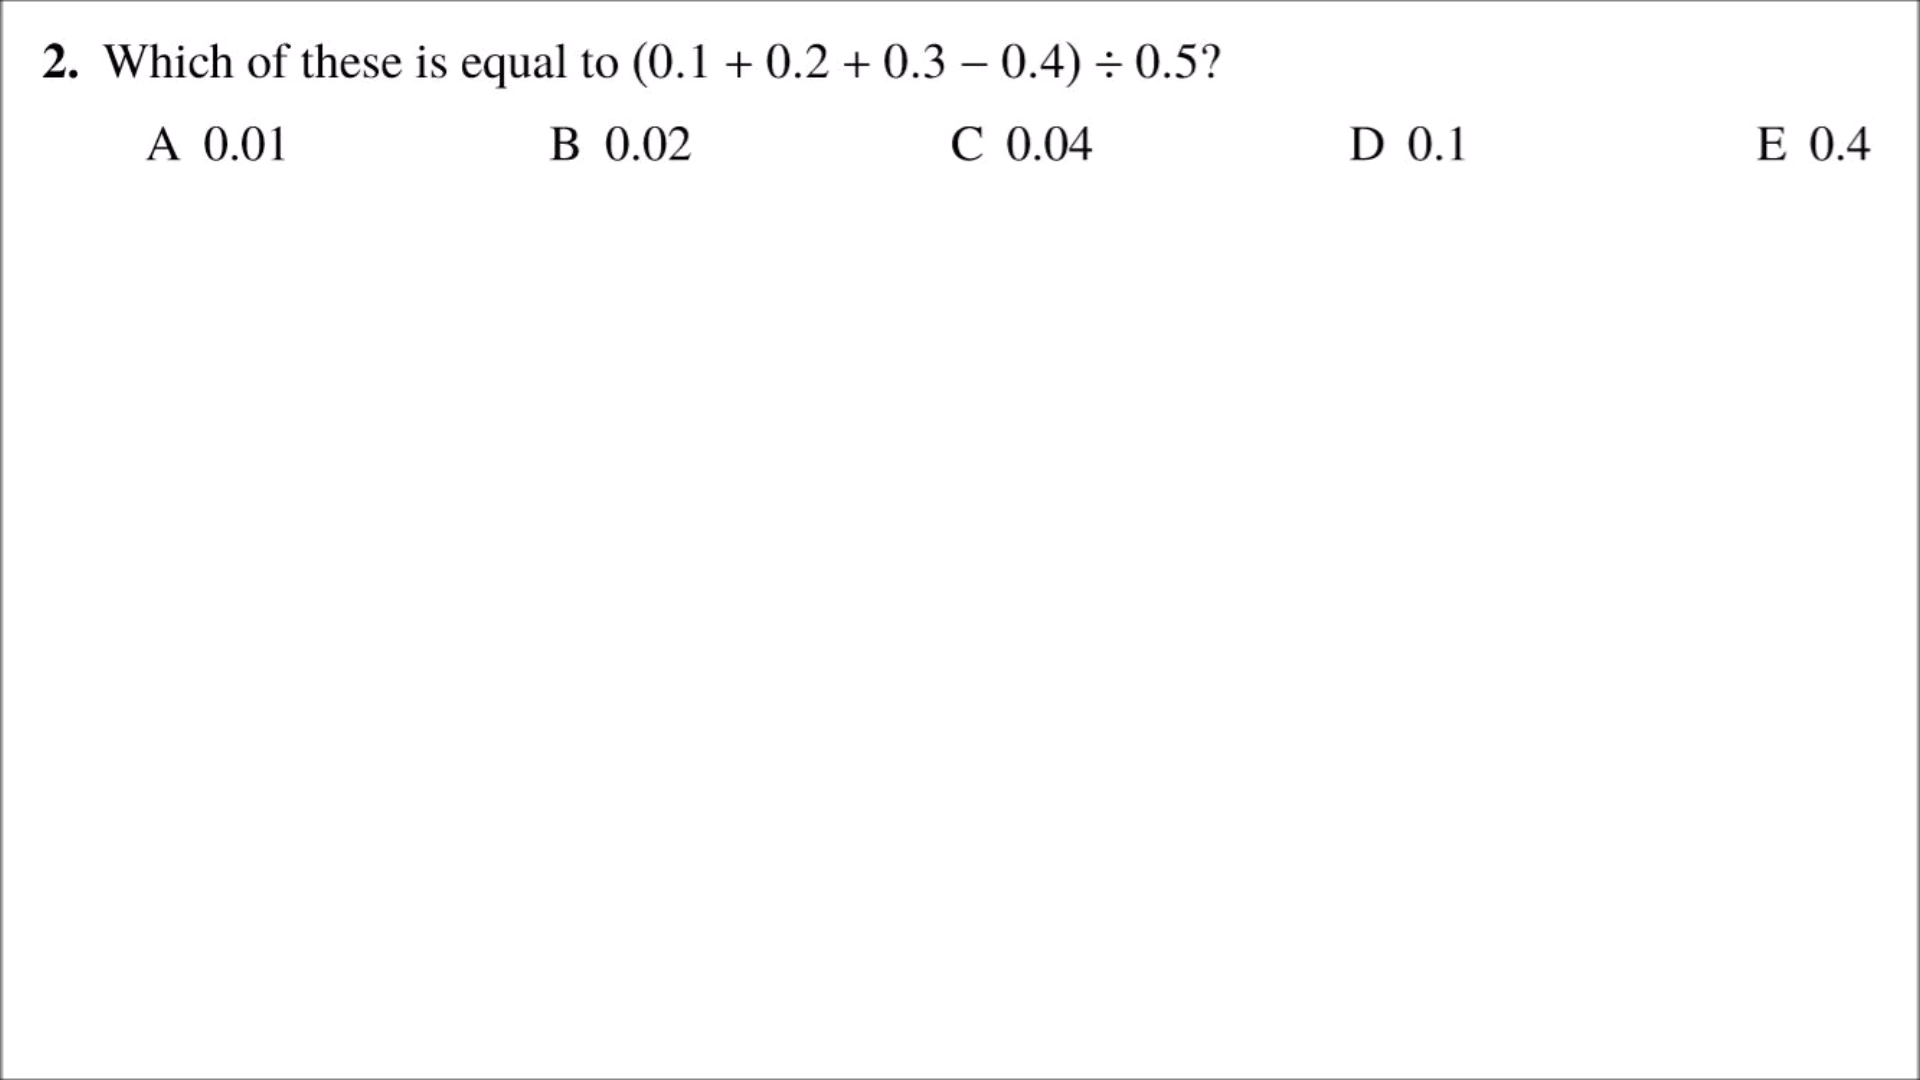 2. Which of these is equal to (0.1 + 0.2 + 0.3 – 0.4) ÷ 0.5?
A 0.01 B 0.02 C 0.04 D 0.1 E 0.4